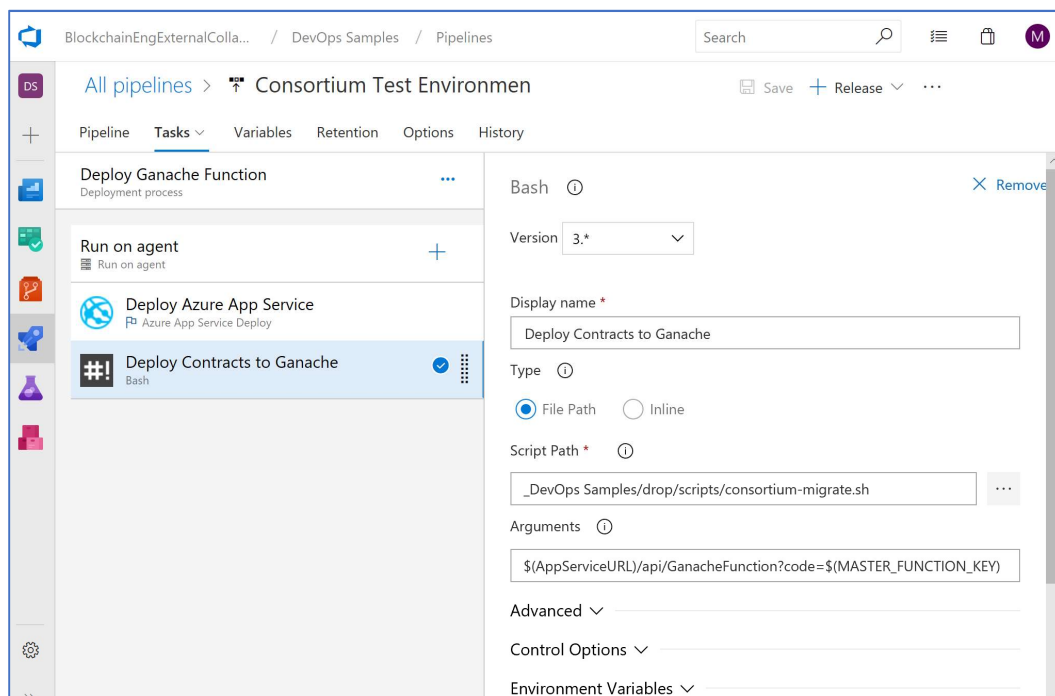 BlockchainEngExternalColla... / DevOps Samples / Pipelines
Search
M
DS
All pipelines > Consortium Test Environmen
Save + Release ...
Pipeline Tasks Variables Retention Options History
Deploy Ganache Function
Deployment process
...
Run on agent
Run on agent
+
Deploy Azure App Service
Azure App Service Deploy
#!
Deploy Contracts to Ganache
Bash
Bash
Remove
Version 3.*
Display name *
Deploy Contracts to Ganache
Type
File Path Inline
Script Path *
_DevOps Samples/drop/scripts/consortium-migrate.sh
...
Arguments
$(AppServiceURL)/api/GanacheFunction?code=$(MASTER_FUNCTION_KEY)
Advanced
Control Options
Environment Variables